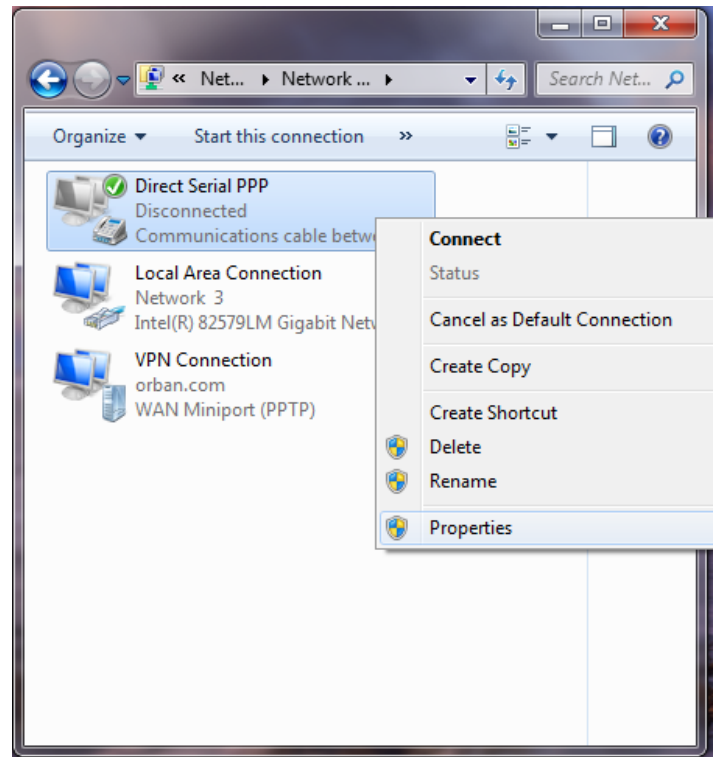 « Net... ▸ Network ... ▸
Search Net...
Organize
Start this connection
»
Direct Serial PPP
Disconnected
Communications cable betw
Local Area Connection
Network 3
Intel(R) 82579LM Gigabit Net
VPN Connection
orban.com
WAN Miniport (PPTP)
Connect
Status
Cancel as Default Connection
Create Copy
Create Shortcut
Delete
Rename
Properties